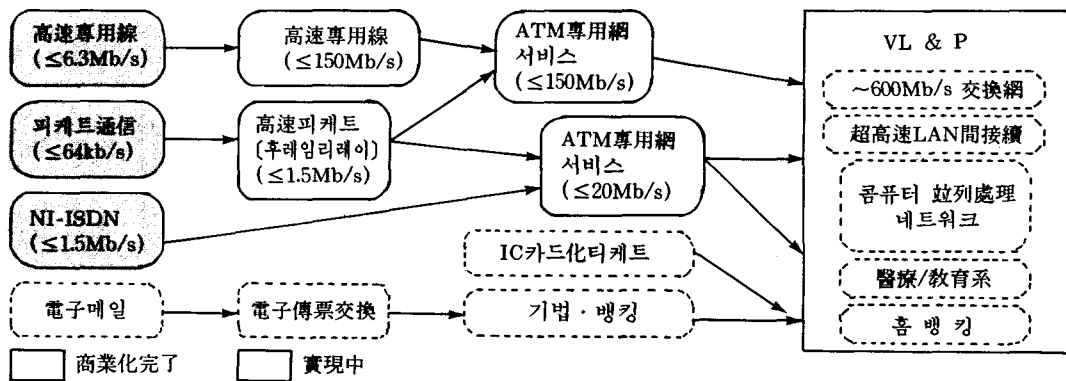 高速專用線
(≤6.3Mb/s)
高速專用線
(≤150Mb/s)
ATM專用網
서비스
(≤150Mb/s)
VL & P
~600Mb/s 交換網
超高速LAN間接續
콤퓨터 竝列處理
네트워크
醫療/敎育系
홈 뱅킹
피케트通信
(≤64kb/s)
高速피케트
〔후레임리레이〕
(≤1.5Mb/s)
ATM專用網
서비스
(≤20Mb/s)
NI-ISDN
(≤1.5Mb/s)
IC카드化티케트
電子메일
電子傳票交換
기법·뱅킹
商業化完了
實現中